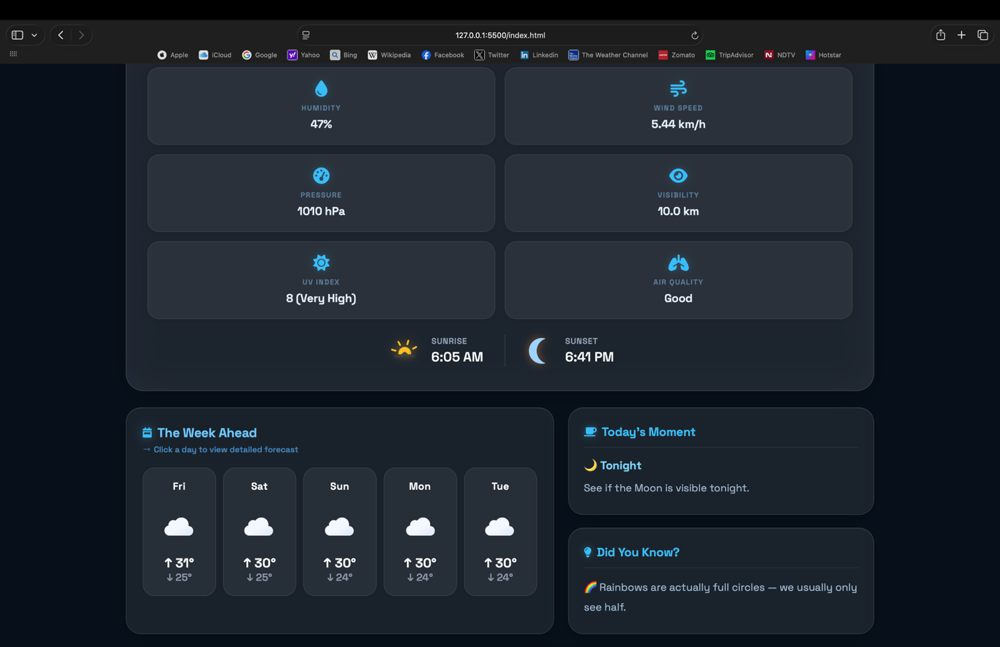 127.0.0.1:5500/index.html
Apple iCloud Google Yahoo Bing Wikipedia Facebook Twitter LinkedIn The Weather Channel Zomato TripAdvisor NDTV Hotstar
HUMIDITY
47%
WIND SPEED
5.44 km/h
PRESSURE
1010 hPa
VISIBILITY
10.0 km
UV INDEX
8 (Very High)
AIR QUALITY
Good
SUNRISE
6:05 AM
SUNSET
6:41 PM
The Week Ahead
→ Click a day to view detailed forecast
Fri
↑ 31°
↓ 25°
Sat
↑ 30°
↓ 25°
Sun
↑ 30°
↓ 24°
Mon
↑ 30°
↓ 24°
Tue
↑ 30°
↓ 24°
Today's Moment
🌙 Tonight
See if the Moon is visible tonight.
Did You Know?
🌈 Rainbows are actually full circles — we usually only
see half.